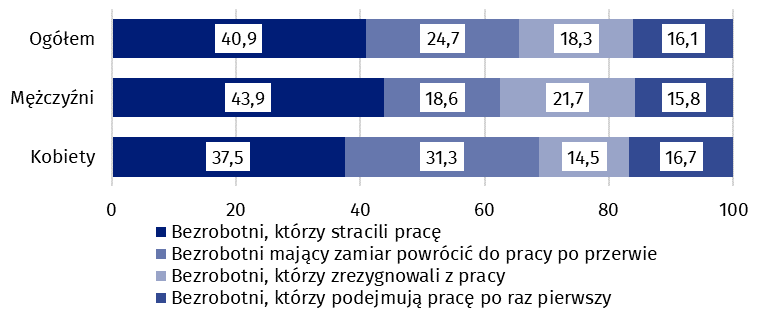 Ogółem 40,9 24,7 18,3 16,1
Mężczyźni 43,9 18,6 21,7 15,8
Kobiety 37,5 31,3 14,5 16,7
0 20 40 60 80 100
Bezrobotni, którzy stracili pracę
Bezrobotni mający zamiar powrócić do pracy po przerwie
Bezrobotni, którzy zrezygnowali z pracy
Bezrobotni, którzy podejmują pracę po raz pierwszy